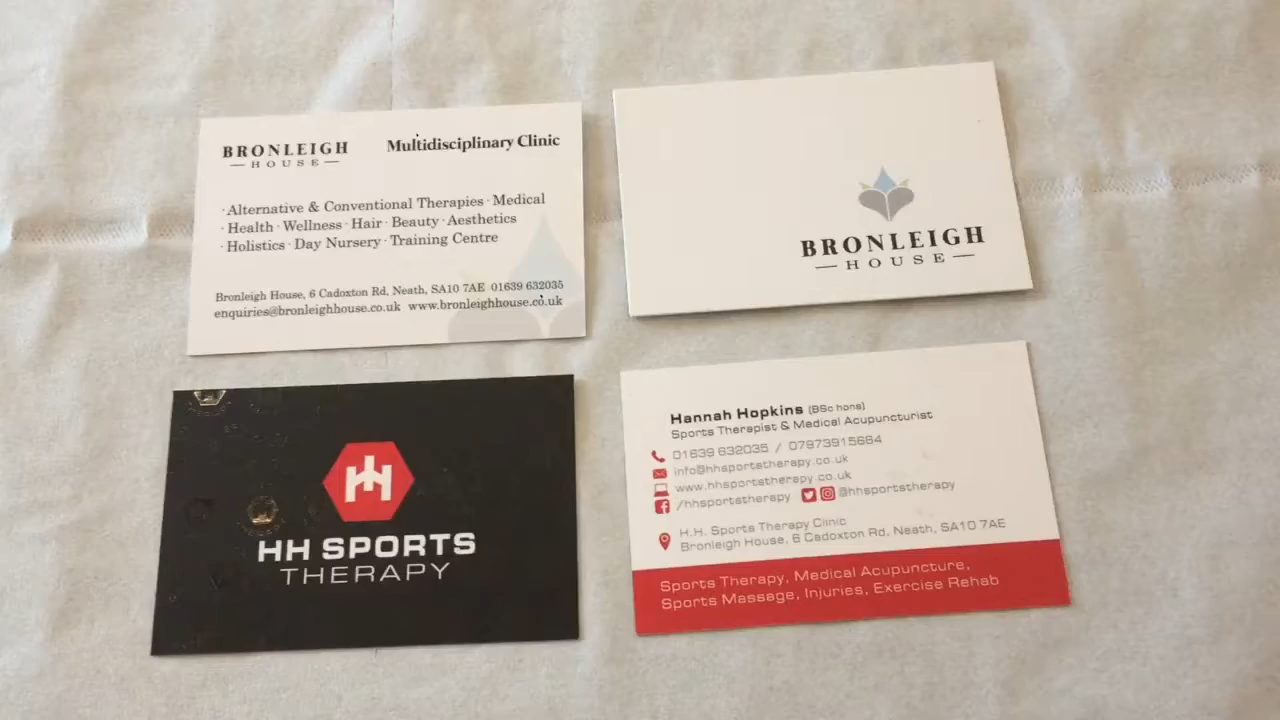 BRONLEIGH
HOUSE
Multidisciplinary Clinic
· Alternative & Conventional Therapies · Medical
· Health · Wellness · Hair · Beauty · Aesthetics
· Holistics · Day Nursery · Training Centre
Bronleigh House, 6 Cadoxton Rd, Neath, SA10 7AE 01639 632035
enquiries@bronleighhouse.co.uk www.bronleighhouse.co.uk
BRONLEIGH
HOUSE
HH SPORTS
THERAPY
Hannah Hopkins (BSc hons)
Sports Therapist & Medical Acupuncturist
01639 632035 / 07973915664
info@hhsportstherapy.co.uk
www.hhsportstherapy.co.uk
/hhsportstherapy @hhsportstherapy
H.H. Sports Therapy Clinic
Bronleigh House, 6 Cadoxton Rd, Neath, SA10 7AE
Sports Therapy, Medical Acupuncture,
Sports Massage, Injuries, Exercise Rehab